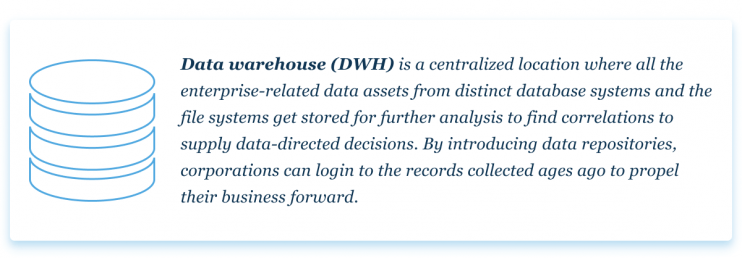 Data warehouse (DWH) is a centralized location where all the
enterprise-related data assets from distinct database systems and the
file systems get stored for further analysis to find correlations to
supply data-directed decisions. By introducing data repositories,
corporations can login to the records collected ages ago to propel
their business forward.